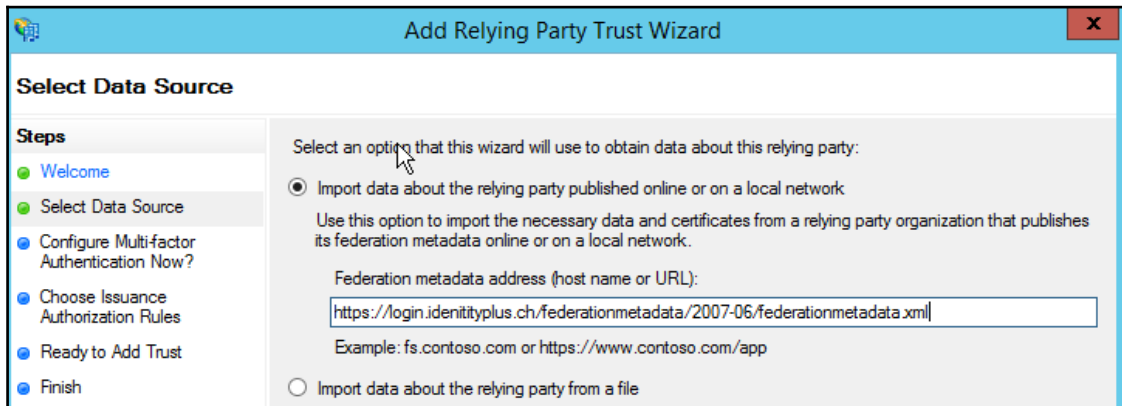 Add Relying Party Trust Wizard
x
Select Data Source
Steps
Welcome
Select Data Source
Configure Multi-factor
Authentication Now?
Choose Issuance
Authorization Rules
Ready to Add Trust
Finish
Select an option that this wizard will use to obtain data about this relying party:
Import data about the relying party published online or on a local network
Use this option to import the necessary data and certificates from a relying party organization that publishes
its federation metadata online or on a local network.
Federation metadata address (host name or URL):
https://login.idenitityplus.ch/federationmetadata/2007-06/federationmetadata.xml
Example: fs.contoso.com or https://www.contoso.com/app
Import data about the relying party from a file